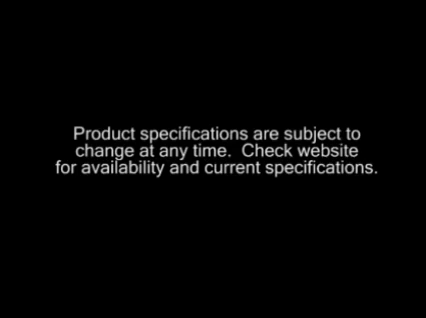 Product specifications are subject to
change at any time.  Check website
for availability and current specifications.